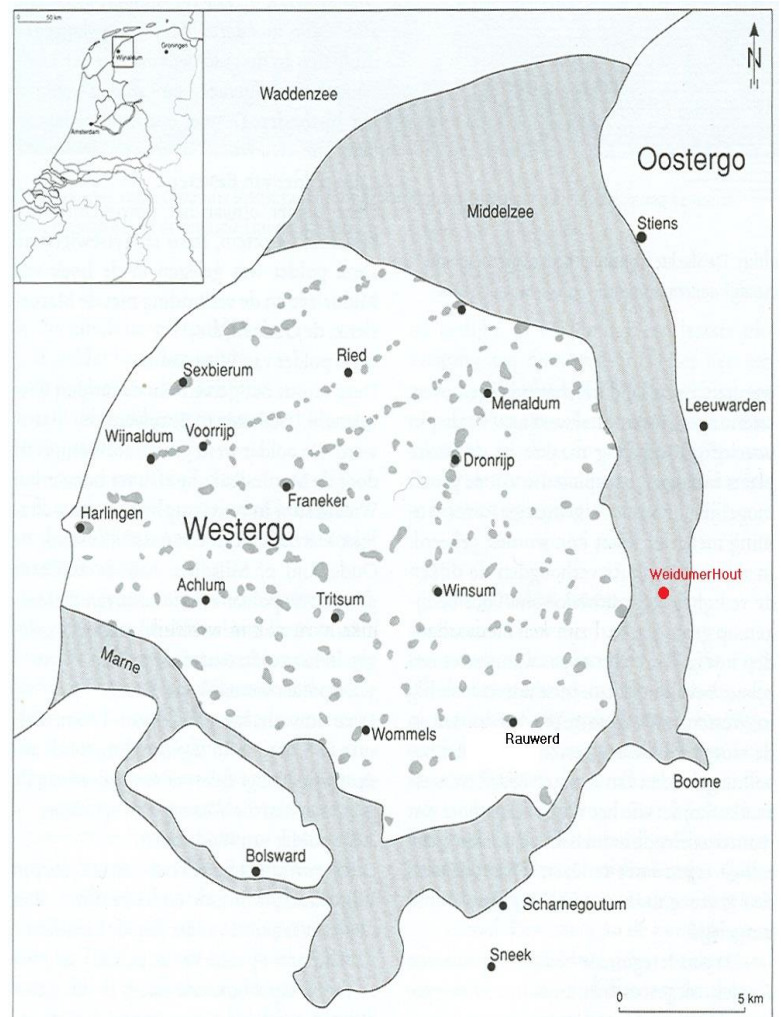 0 50 km
Groningen
Wijnaldum
Amsterdam
N
Waddenzee
Oostergo
Middelzee
Stiens
Ried
Sexbierum
Menaldum
Leeuwarden
Wijnaldum
Voorrijp
Dronrijp
Franeker
Harlingen
Westergo
WeidumerHout
Achlum
Tritsum
Winsum
Marne
Wommels
Rauwerd
Boorne
Bolsward
Scharnegoutum
Sneek
0 5 km